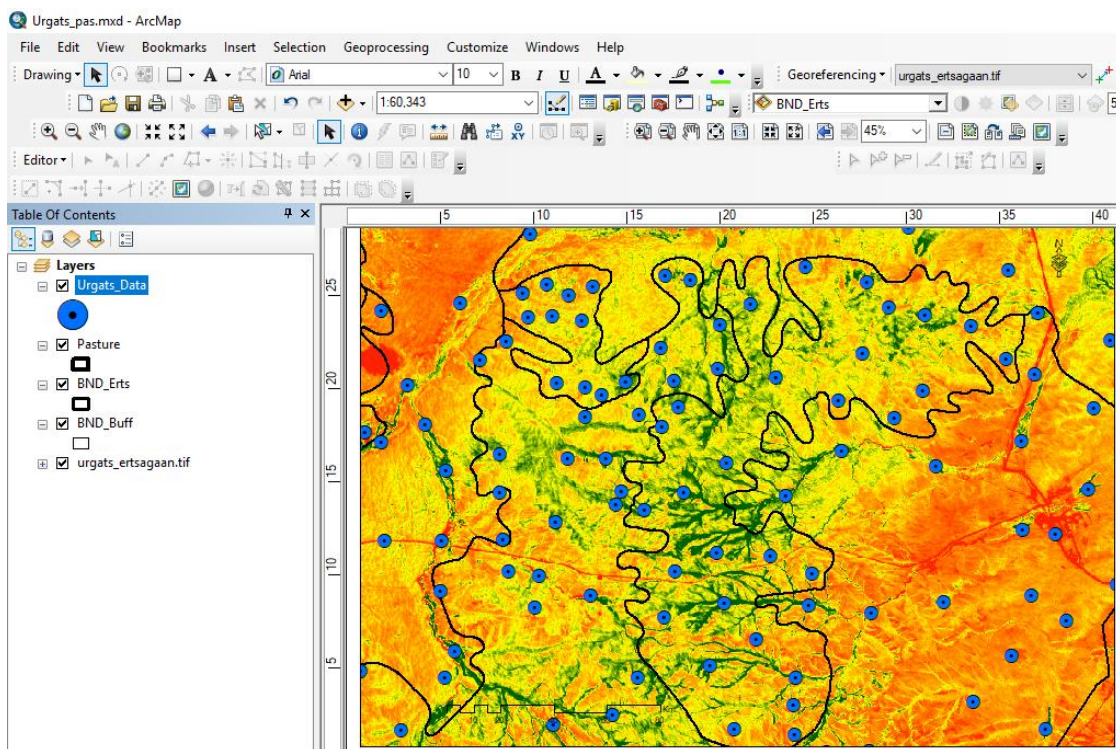 Urgats_pas.mxd - ArcMap
File Edit View Bookmarks Insert Selection Geoprocessing Customize Windows Help
Drawing A Arial 10 B I U A Georeferencing urgats_ertsagaan.tif
1:60,343 BND_Erts 5
45%
Editor
Table Of Contents
Layers
Urgats_Data
Pasture
BND_Erts
BND_Buff
urgats_ertsagaan.tif
5 10 15 20 25 30 35 40
25
20
15
10
5